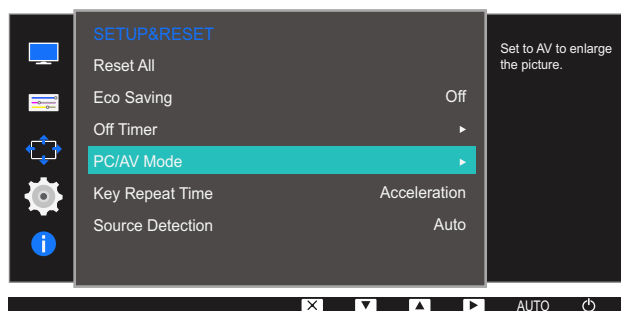 SETUP&RESET
Reset All
Eco Saving Off
Off Timer
PC/AV Mode
Key Repeat Time Acceleration
Source Detection Auto
Set to AV to enlarge
the picture.
AUTO